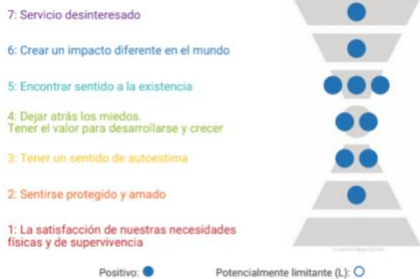 7: Servicio desinteresado
6: Crear un impacto diferente en el mundo
5: Encontrar sentido a la existencia
4: Dejar atrás los miedos.
Tener el valor para desarrollarse y crecer
3: Tener un sentido de autoestima
2: Sentirse protegido y amado
1: La satisfacción de nuestras necesidades
físicas y de supervivencia
Positivo:
Potencialmente limitante (L):